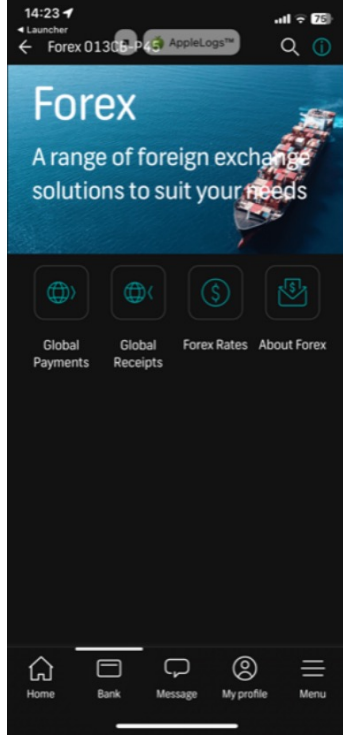 14:23
75
Launcher
Forex
AppleLogs™
Forex
A range of foreign exchange
solutions to suit your needs
Global
Payments
Global
Receipts
Forex Rates
About Forex
Home
Bank
Message
My profile
Menu